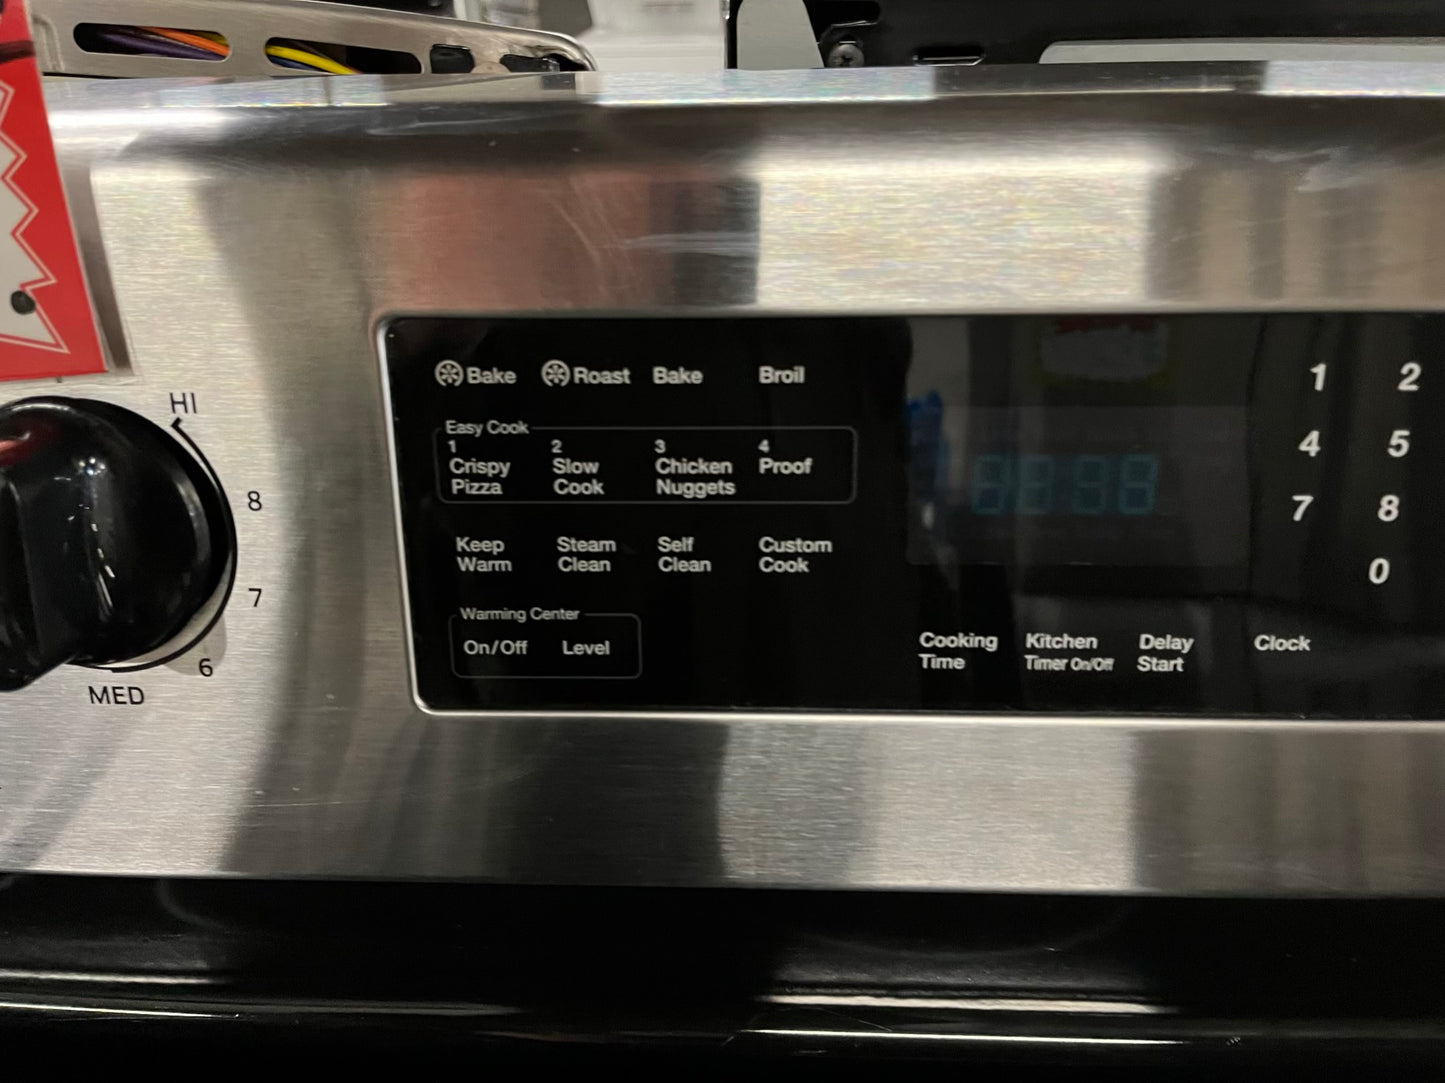 HI
8
7
6
MED
Bake Roast Bake Broil
Easy Cook
1 2 3 4
Crispy Slow Chicken Proof
Pizza Cook Nuggets
Keep Steam Self Custom
Warm Clean Clean Cook
Warming Center
On/Off Level
Cooking Kitchen Delay Clock
Time Timer On/Off Start
1 2
4 5
7 8
0